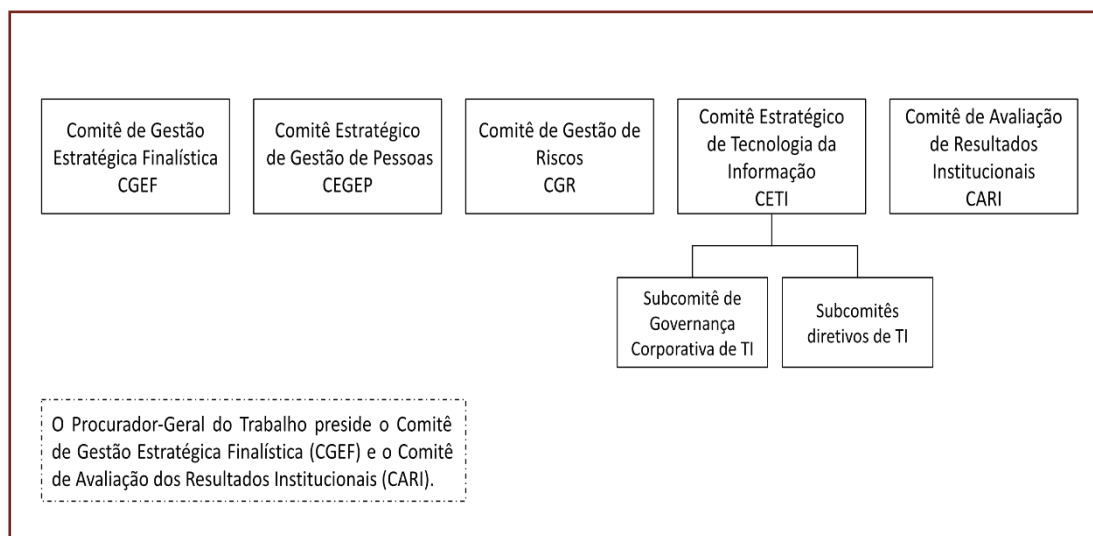 Comitê de Gestão
Estratégica Finalística
CGEF
Comitê Estratégico
de Gestão de Pessoas
CEGEP
Comitê de Gestão de
Riscos
CGR
Comitê Estratégico
de Tecnologia da
Informação
CETI
Comitê de Avaliação
de Resultados
Institucionais
CARI
Subcomitê de
Governança
Corporativa de TI
Subcomitês
diretivos de TI
O Procurador-Geral do Trabalho preside o Comitê
de Gestão Estratégica Finalística (CGEF) e o Comitê
de Avaliação dos Resultados Institucionais (CARI).